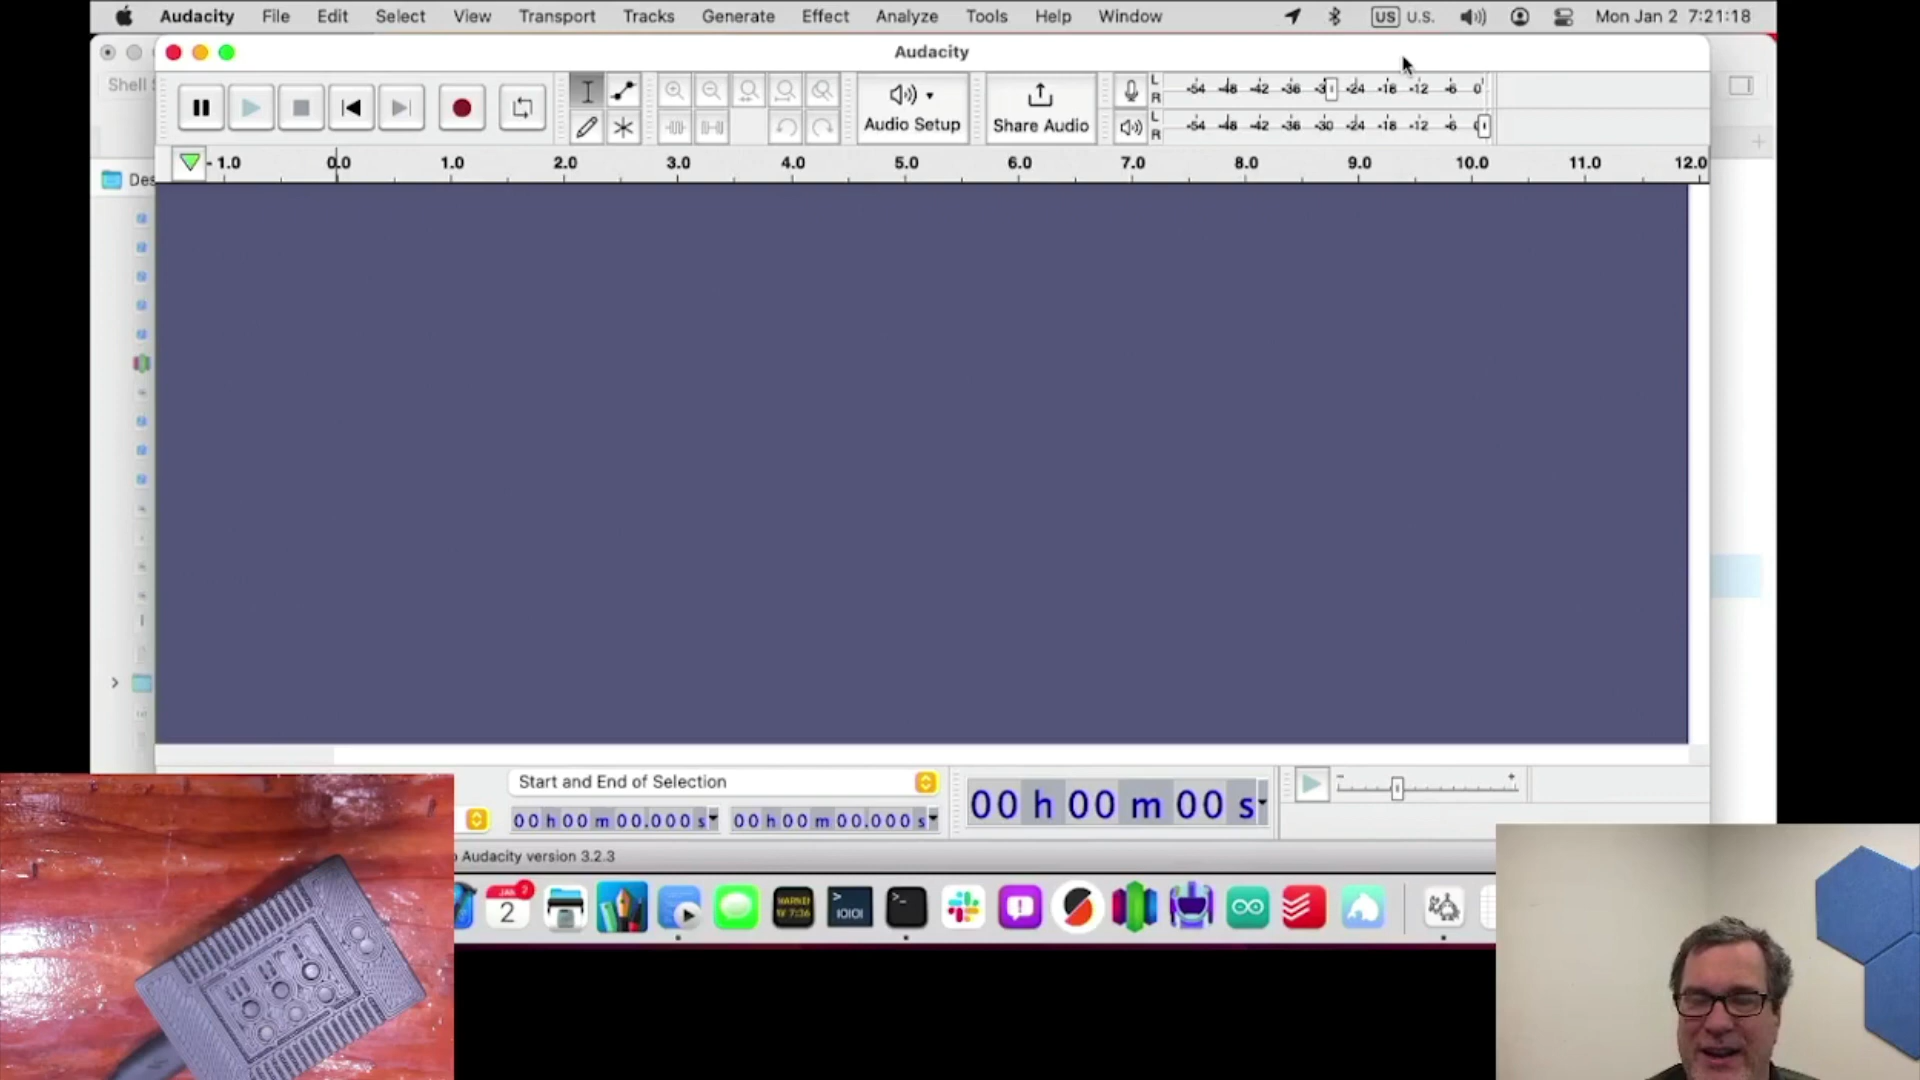 Audacity File Edit Select View Transport Tracks Generate Effect Analyze Tools Help Window US U.S. Mon Jan 2 7:21:18
Audacity
Shell
Audio Setup
Share Audio
L
R
-54 -48 -42 -36 -24 -18 -12 -6 0
L
R
-54 -48 -42 -36 -30 -24 -18 -12 -6
-1.0 0.0 1.0 2.0 3.0 4.0 5.0 6.0 7.0 8.0 9.0 10.0 11.0 12.0
Des
Start and End of Selection
00 h 00 m 00.000 s 00 h 00 m 00.000 s
00 h 00 m 00 s
- +
Audacity version 3.2.3
JAN 2
2